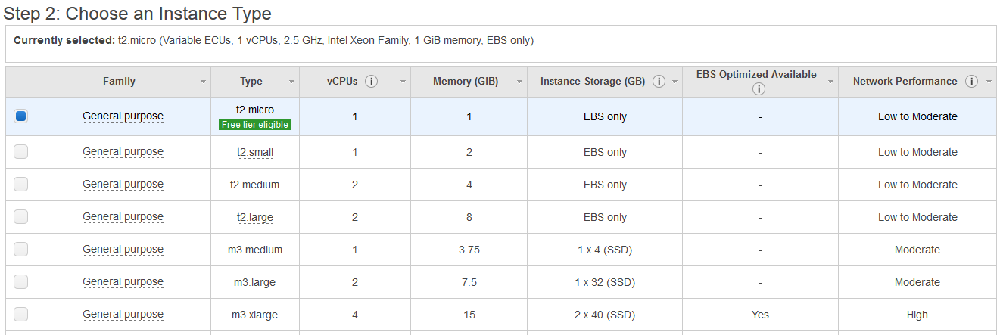 Step 2: Choose an Instance Type
Currently selected: t2.micro (Variable ECUs, 1 vCPUs, 2.5 GHz, Intel Xeon Family, 1 GiB memory, EBS only)
Family Type vCPUs i Memory (GiB) Instance Storage (GB) i EBS-Optimized Available i Network Performance i
General purpose t2.micro Free tier eligible 1 1 EBS only - Low to Moderate
General purpose t2.small 1 2 EBS only - Low to Moderate
General purpose t2.medium 2 4 EBS only - Low to Moderate
General purpose t2.large 2 8 EBS only - Low to Moderate
General purpose m3.medium 1 3.75 1 x 4 (SSD) - Moderate
General purpose m3.large 2 7.5 1 x 32 (SSD) - Moderate
General purpose m3.xlarge 4 15 2 x 40 (SSD) Yes High